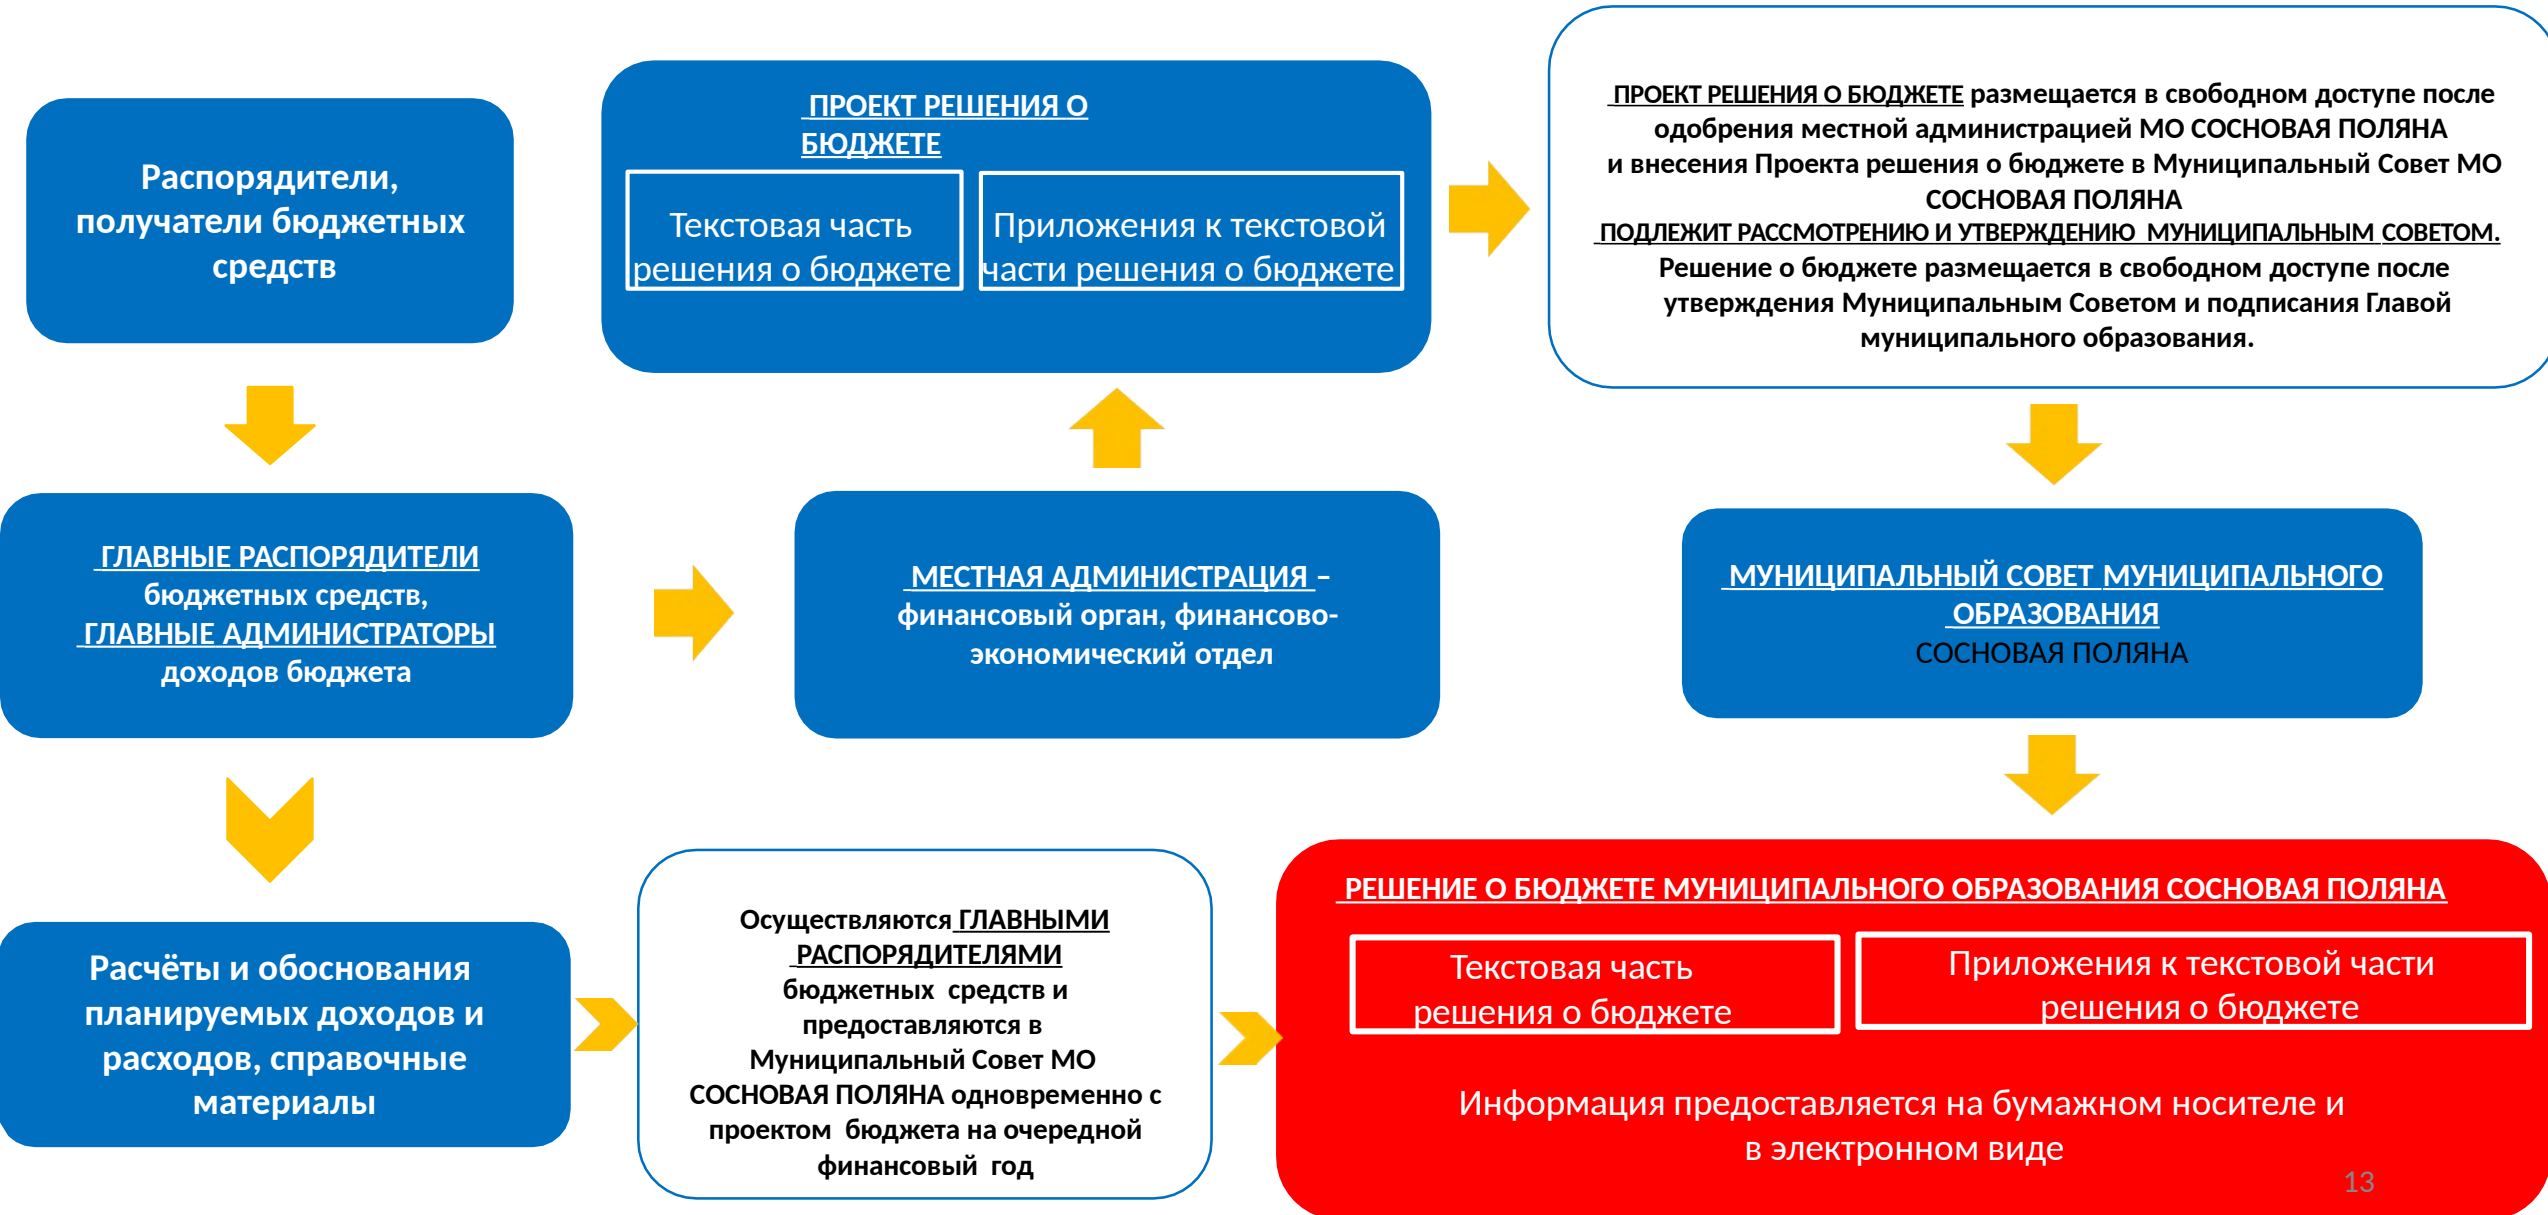 Распорядители,
получатели бюджетных
средств
ПРОЕКТ РЕШЕНИЯ О
БЮДЖЕТЕ
Текстовая часть
решения о бюджете
Приложения к текстовой
части решения о бюджете
ПРОЕКТ РЕШЕНИЯ О БЮДЖЕТЕ размещается в свободном доступе после
одобрения местной администрацией МО СОСНОВАЯ ПОЛЯНА
и внесения Проекта решения о бюджете в Муниципальный Совет МО
СОСНОВАЯ ПОЛЯНА
ПОДЛЕЖИТ РАССМОТРЕНИЮ И УТВЕРЖДЕНИЮ МУНИЦИПАЛЬНЫМ СОВЕТОМ.
Решение о бюджете размещается в свободном доступе после
утверждения Муниципальным Советом и подписания Главой
муниципального образования.
ГЛАВНЫЕ РАСПОРЯДИТЕЛИ
бюджетных средств,
ГЛАВНЫЕ АДМИНИСТРАТОРЫ
доходов бюджета
МЕСТНАЯ АДМИНИСТРАЦИЯ –
финансовый орган, финансово-
экономический отдел
МУНИЦИПАЛЬНЫЙ СОВЕТ МУНИЦИПАЛЬНОГО
ОБРАЗОВАНИЯ
СОСНОВАЯ ПОЛЯНА
Расчёты и обоснования
планируемых доходов и
расходов, справочные
материалы
Осуществляются ГЛАВНЫМИ
РАСПОРЯДИТЕЛЯМИ
бюджетных средств и
предоставляются в
Муниципальный Совет МО
СОСНОВАЯ ПОЛЯНА одновременно с
проектом бюджета на очередной
финансовый год
РЕШЕНИЕ О БЮДЖЕТЕ МУНИЦИПАЛЬНОГО ОБРАЗОВАНИЯ СОСНОВАЯ ПОЛЯНА
Текстовая часть
решения о бюджете
Приложения к текстовой части
решения о бюджете
Информация предоставляется на бумажном носителе и
в электронном виде
13